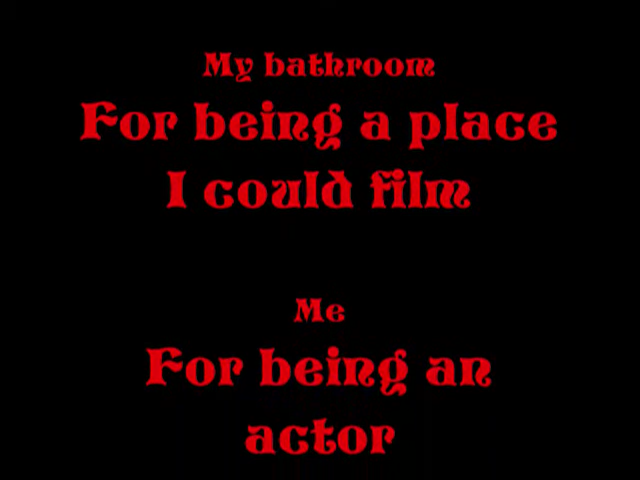 My bathroom
For being a place
I could film
Me
For being an
actor